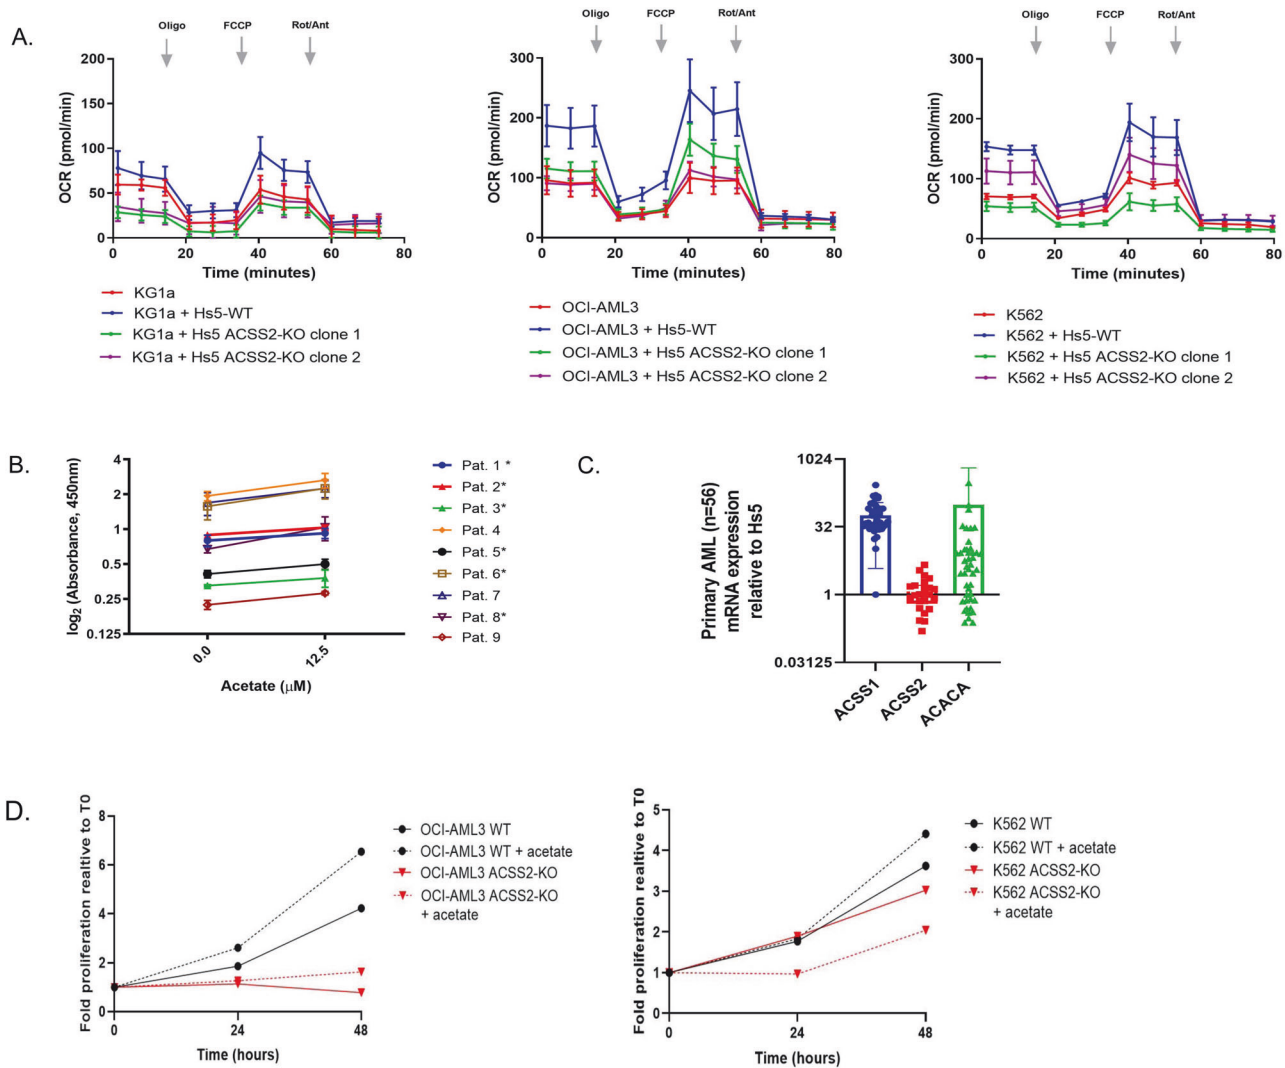 A.
Oligo FCCP Rot/Ant
200
150
100
50
0
OCR (pmol/min)
0 20 40 60 80
Time (minutes)
KG1a
KG1a + Hs5-WT
KG1a + Hs5 ACSS2-KO clone 1
KG1a + Hs5 ACSS2-KO clone 2
Oligo FCCP Rot/Ant
300
200
100
0
OCR (pmol/min)
0 20 40 60 80
Time (minutes)
OCI-AML3
OCI-AML3 + Hs5-WT
OCI-AML3 + Hs5 ACSS2-KO clone 1
OCI-AML3 + Hs5 ACSS2-KO clone 2
Oligo FCCP Rot/Ant
300
200
100
0
OCR (pmol/min)
0 20 40 60 80
Time (minutes)
K562
K562 + Hs5-WT
K562 + Hs5 ACSS2-KO clone 1
K562 + Hs5 ACSS2-KO clone 2
B.
4
2
1
0.5
0.25
0.125
log₂ (Absorbance, 450nm)
0.0 12.5
Acetate (μM)
Pat. 1 *
Pat. 2*
Pat. 3*
Pat. 4
Pat. 5*
Pat. 6*
Pat. 7
Pat. 8*
Pat. 9
C.
1024
32
1
0.03125
Primary AML (n=56)
mRNA expression
relative to Hs5
ACSS1 ACSS2 ACACA
D.
8
6
4
2
0
Fold proliferation realtive to T0
0 24 48
Time (hours)
OCI-AML3 WT
OCI-AML3 WT + acetate
OCI-AML3 ACSS2-KO
OCI-AML3 ACSS2-KO
+ acetate
5
4
3
2
1
0
Fold proliferation realtive to T0
0 24 48
Time (hours)
K562 WT
K562 WT + acetate
K562 ACSS2-KO
K562 ACSS2-KO
+ acetate